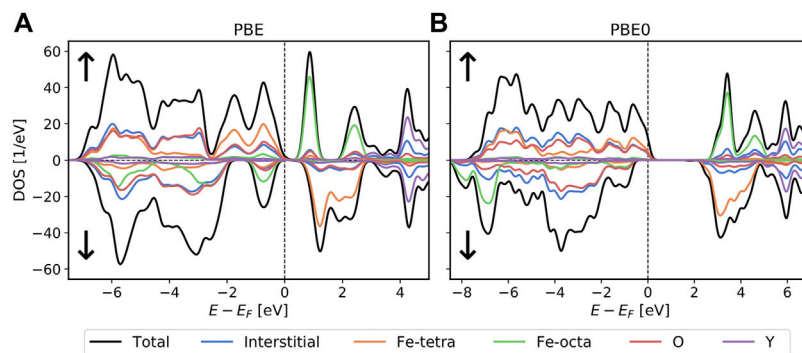 A
PBE
B
PBE0
DOS [1/eV]
60
40
20
0
−20
−40
−60
−6
−4
−2
0
2
4
−8
−6
−4
−2
0
2
4
6
E − E_F [eV]
E − E_F [eV]
Total
Interstitial
Fe-tetra
Fe-octa
O
Y